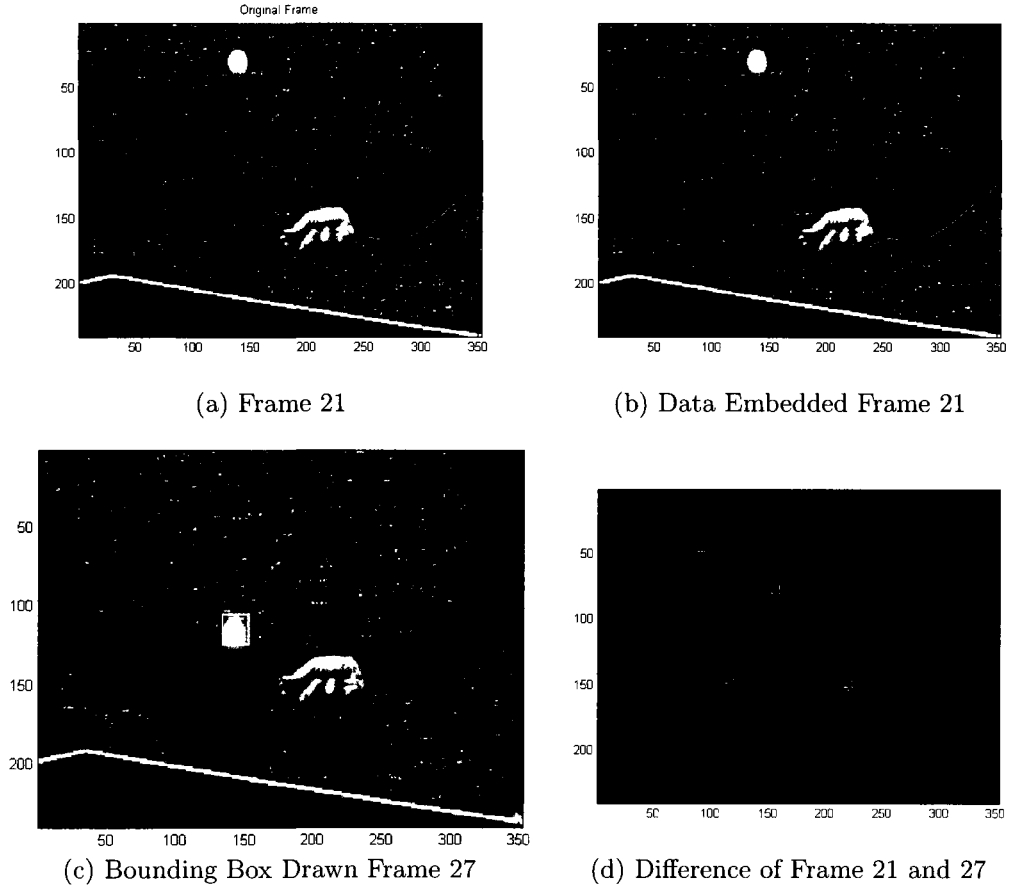 Original Frame
50
100
150
200
50 100 150 200 250 300 350
(a) Frame 21
50
100
150
200
50 100 150 200 250 300 350
(b) Data Embedded Frame 21
50
100
150
200
50 100 150 200 250 300 350
(c) Bounding Box Drawn Frame 27
50
100
150
200
50 100 150 200 250 300 350
(d) Difference of Frame 21 and 27